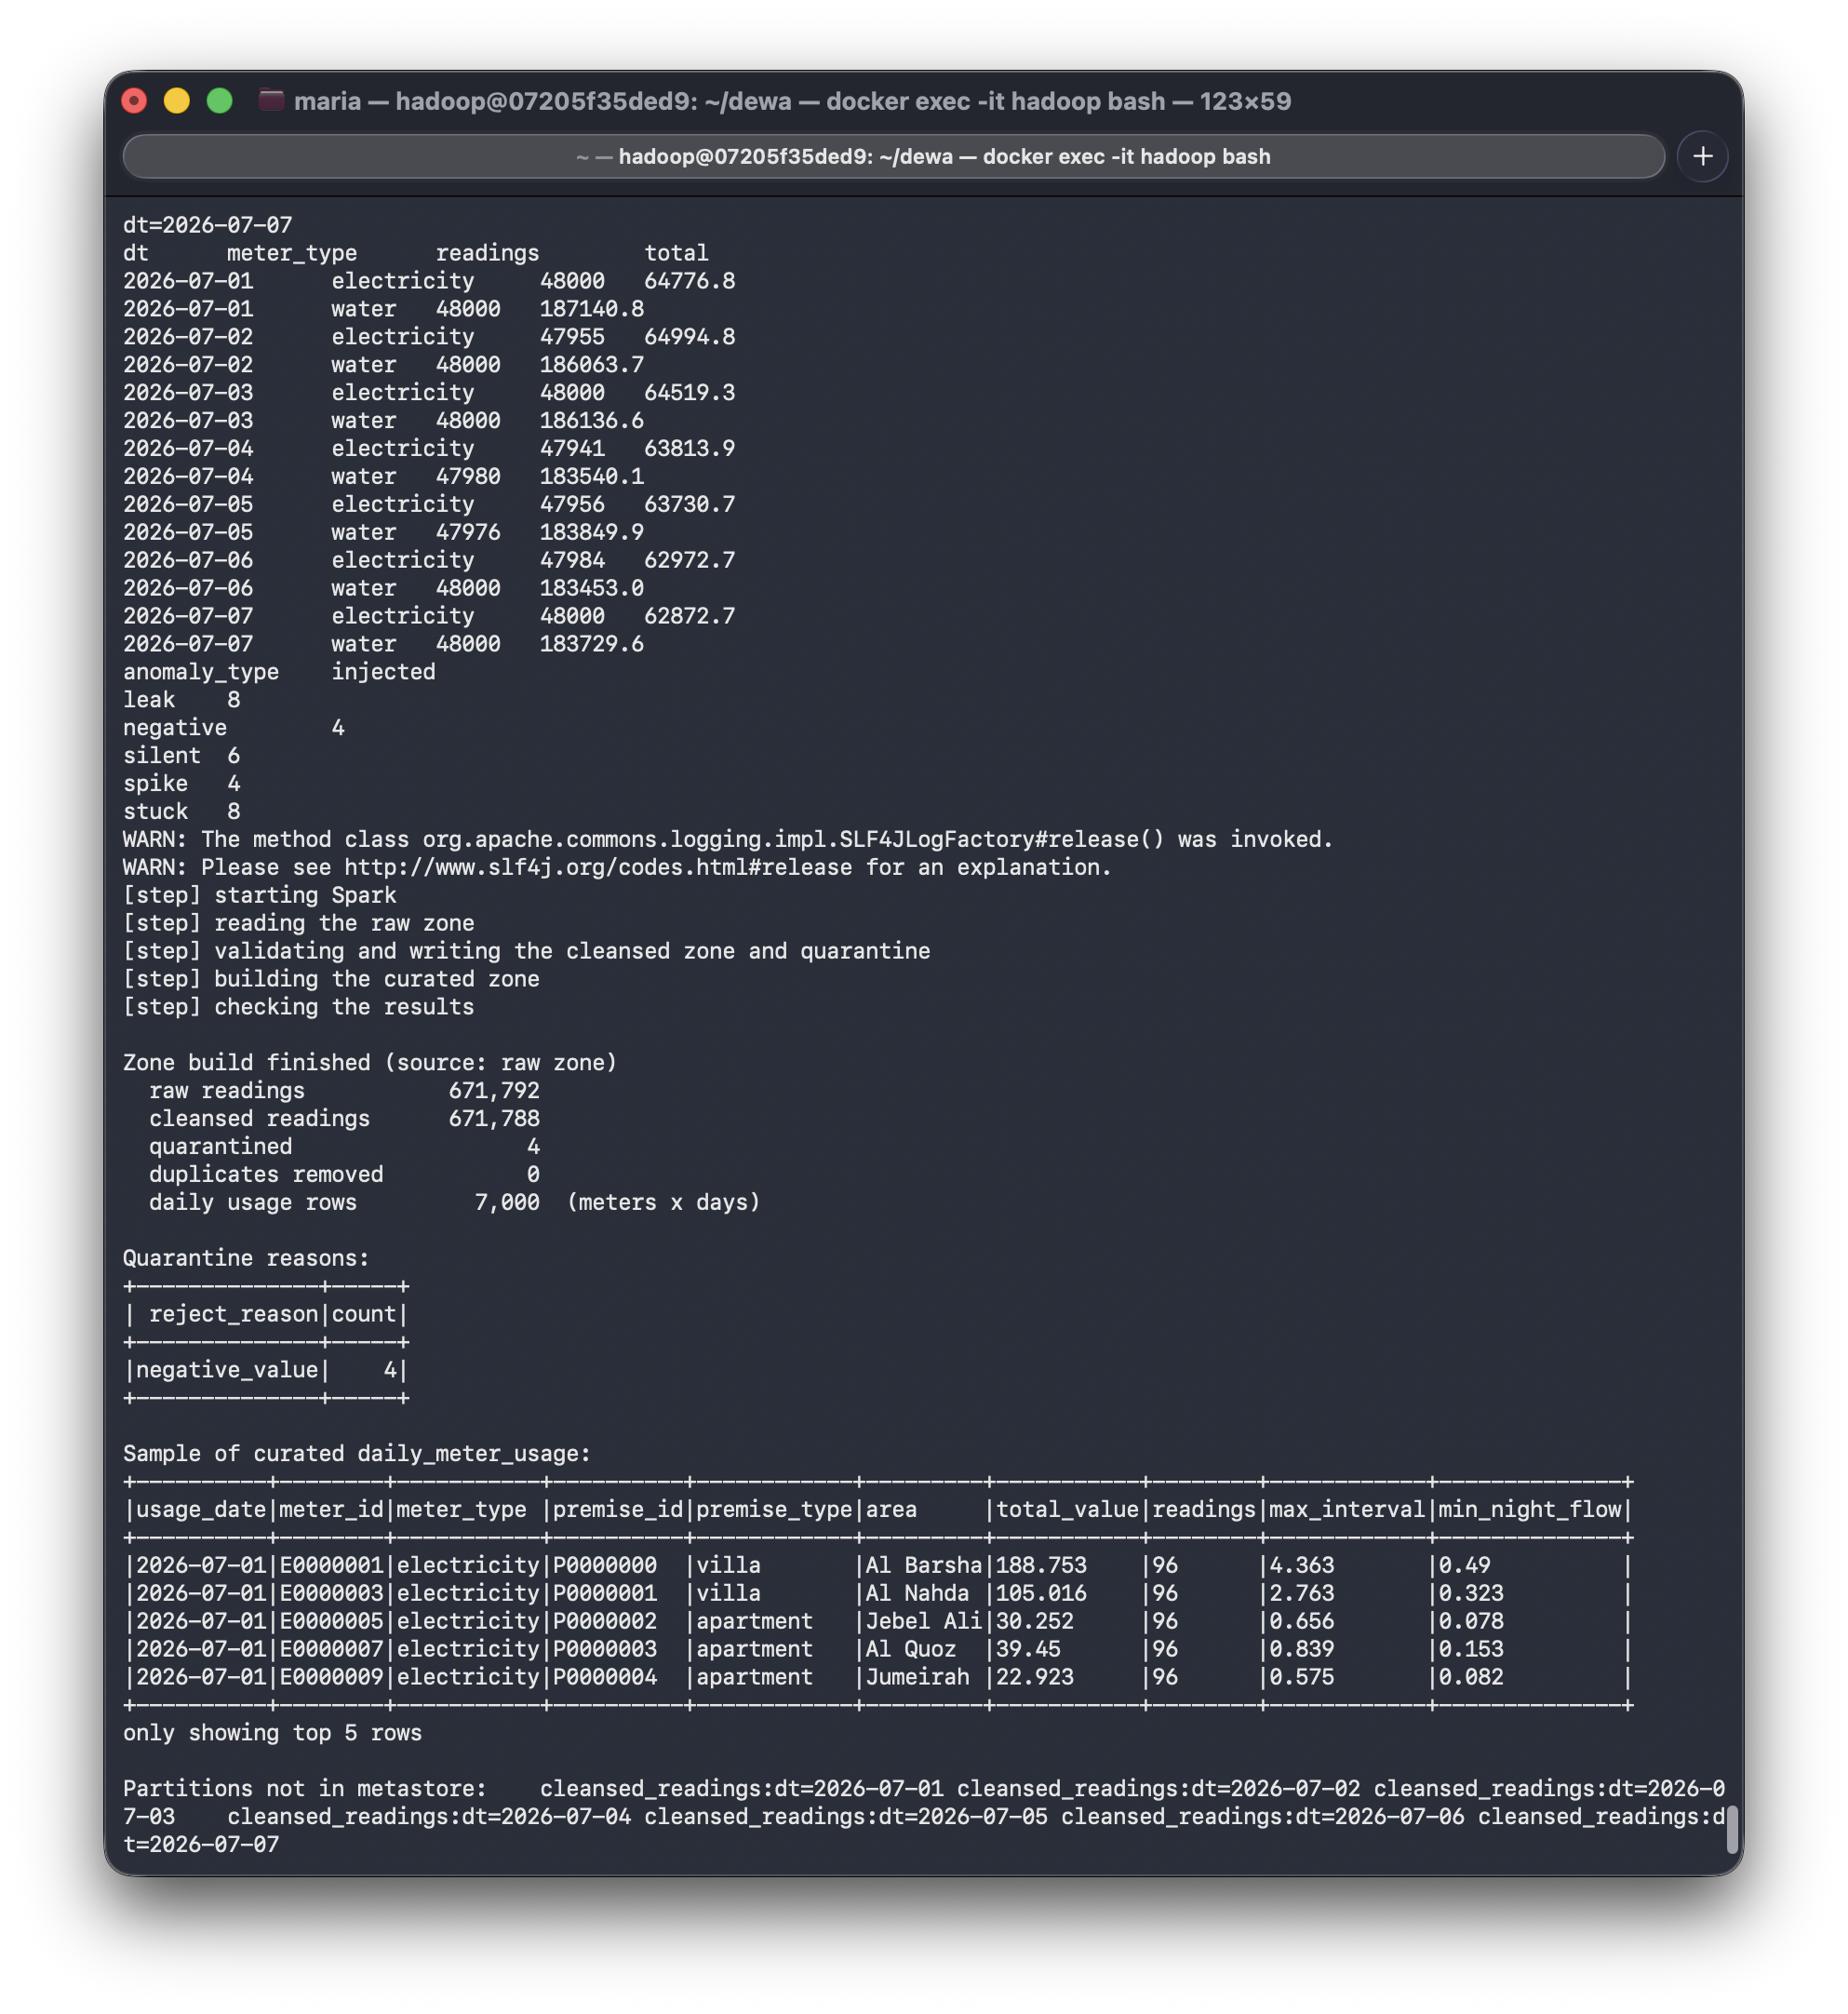 maria — hadoop@07205f35ded9: ~/dewa — docker exec -it hadoop bash — 123×59
~ — hadoop@07205f35ded9: ~/dewa — docker exec -it hadoop bash
dt=2026-07-07
dt      meter_type      readings        total
2026-07-01      electricity     48000   64776.8
2026-07-01      water   48000   187140.8
2026-07-02      electricity     47955   64994.8
2026-07-02      water   48000   186063.7
2026-07-03      electricity     48000   64519.3
2026-07-03      water   48000   186136.6
2026-07-04      electricity     47941   63813.9
2026-07-04      water   47980   183540.1
2026-07-05      electricity     47956   63730.7
2026-07-05      water   47976   183849.9
2026-07-06      electricity     47984   62972.7
2026-07-06      water   48000   183453.0
2026-07-07      electricity     48000   62872.7
2026-07-07      water   48000   183729.6
anomaly_type    injected
leak    8
negative        4
silent  6
spike   4
stuck   8
WARN: The method class org.apache.commons.logging.impl.SLF4JLogFactory#release() was invoked.
WARN: Please see http://www.slf4j.org/codes.html#release for an explanation.
[step] starting Spark
[step] reading the raw zone
[step] validating and writing the cleansed zone and quarantine
[step] building the curated zone
[step] checking the results
Zone build finished (source: raw zone)
  raw readings           671,792
  cleansed readings      671,788
  quarantined                  4
  duplicates removed           0
  daily usage rows         7,000  (meters x days)
Quarantine reasons:
+--------------+-----+
| reject_reason|count|
+--------------+-----+
|negative_value|    4|
+--------------+-----+
Sample of curated daily_meter_usage:
+----------+--------+-----------+----------+------------+---------+-----------+--------+------------+--------------+
|usage_date|meter_id|meter_type |premise_id|premise_type|area     |total_value|readings|max_interval|min_night_flow|
+----------+--------+-----------+----------+------------+---------+-----------+--------+------------+--------------+
|2026-07-01|E0000001|electricity|P0000000  |villa       |Al Barsha|188.753    |96      |4.363       |0.49          |
|2026-07-01|E0000003|electricity|P0000001  |villa       |Al Nahda |105.016    |96      |2.763       |0.323         |
|2026-07-01|E0000005|electricity|P0000002  |apartment   |Jebel Ali|30.252     |96      |0.656       |0.078         |
|2026-07-01|E0000007|electricity|P0000003  |apartment   |Al Quoz  |39.45      |96      |0.839       |0.153         |
|2026-07-01|E0000009|electricity|P0000004  |apartment   |Jumeirah |22.923     |96      |0.575       |0.082         |
+----------+--------+-----------+----------+------------+---------+-----------+--------+------------+--------------+
only showing top 5 rows
Partitions not in metastore:    cleansed_readings:dt=2026-07-01 cleansed_readings:dt=2026-07-02 cleansed_readings:dt=2026-0
7-03    cleansed_readings:dt=2026-07-04 cleansed_readings:dt=2026-07-05 cleansed_readings:dt=2026-07-06 cleansed_readings:d
t=2026-07-07